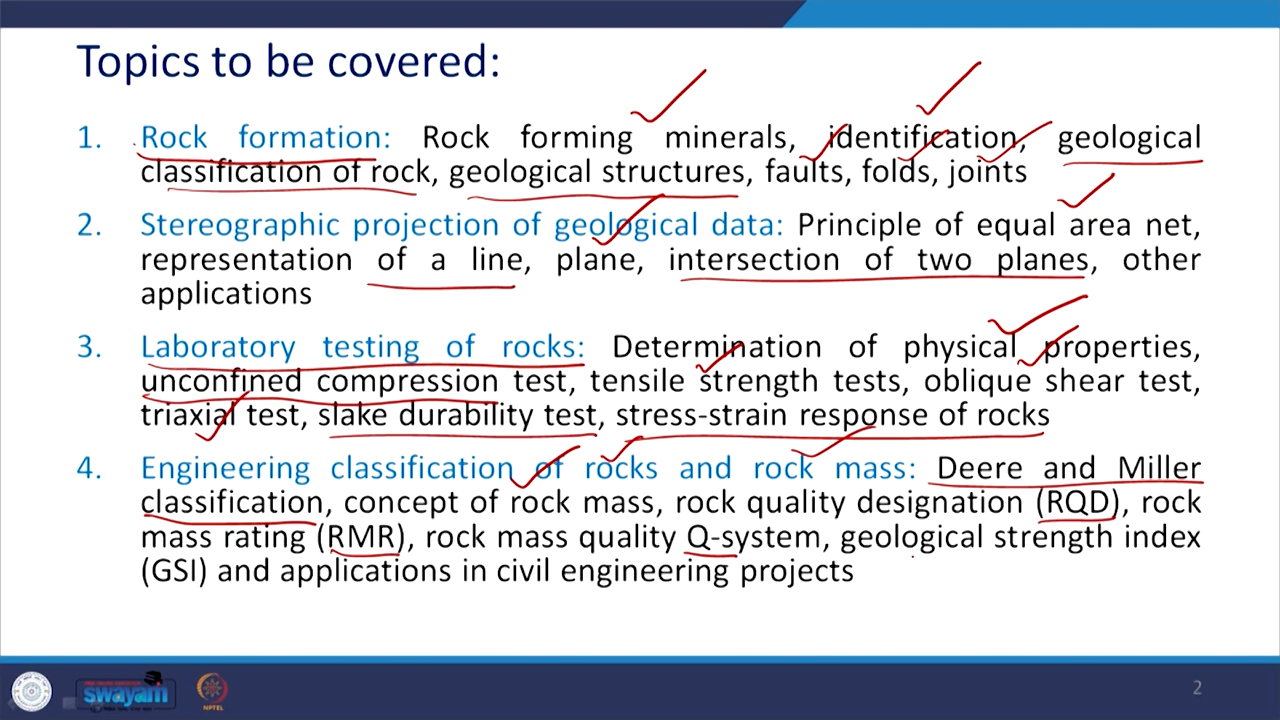 Topics to be covered:
1. Rock formation: Rock forming minerals, identification, geological
classification of rock, geological structures, faults, folds, joints
2. Stereographic projection of geological data: Principle of equal area net,
representation of a line, plane, intersection of two planes, other
applications
3. Laboratory testing of rocks: Determination of physical properties,
unconfined compression test, tensile strength tests, oblique shear test,
triaxial test, slake durability test, stress-strain response of rocks
4. Engineering classification of rocks and rock mass: Deere and Miller
classification, concept of rock mass, rock quality designation (RQD), rock
mass rating (RMR), rock mass quality Q-system, geological strength index
(GSI) and applications in civil engineering projects
swayam
NPTEL
2